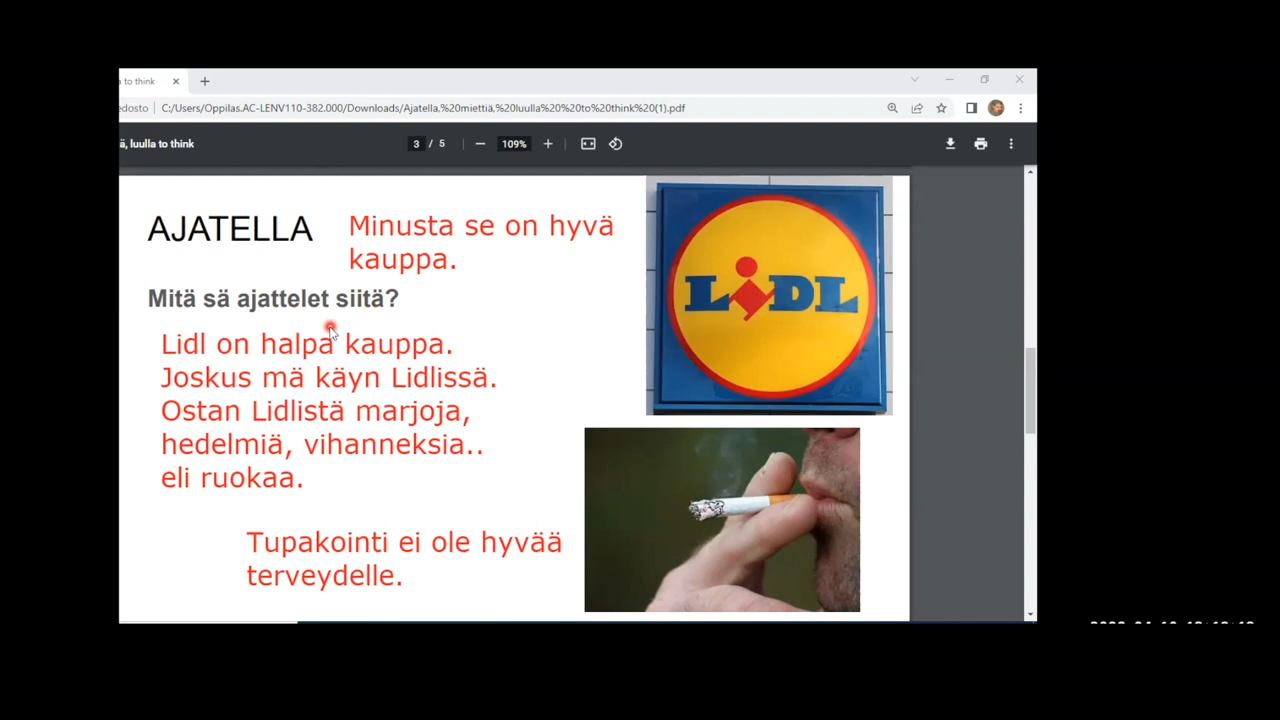 a to think
edosto
C:/Users/Oppilas.AC-LENV110-382.000/Downloads/Ajatella,%20miettiä,%20luulla%20%20to%20think%20(1).pdf
ä, luulla to think
3 / 5
109%
AJATELLA
Minusta se on hyvä
kauppa.
Mitä sä ajattelet siitä?
Lidl on halpa kauppa.
Joskus mä käyn Lidlissä.
Ostan Lidlistä marjoja,
hedelmiä, vihanneksia..
eli ruokaa.
LiDL
Tupakointi ei ole hyvää
terveydelle.